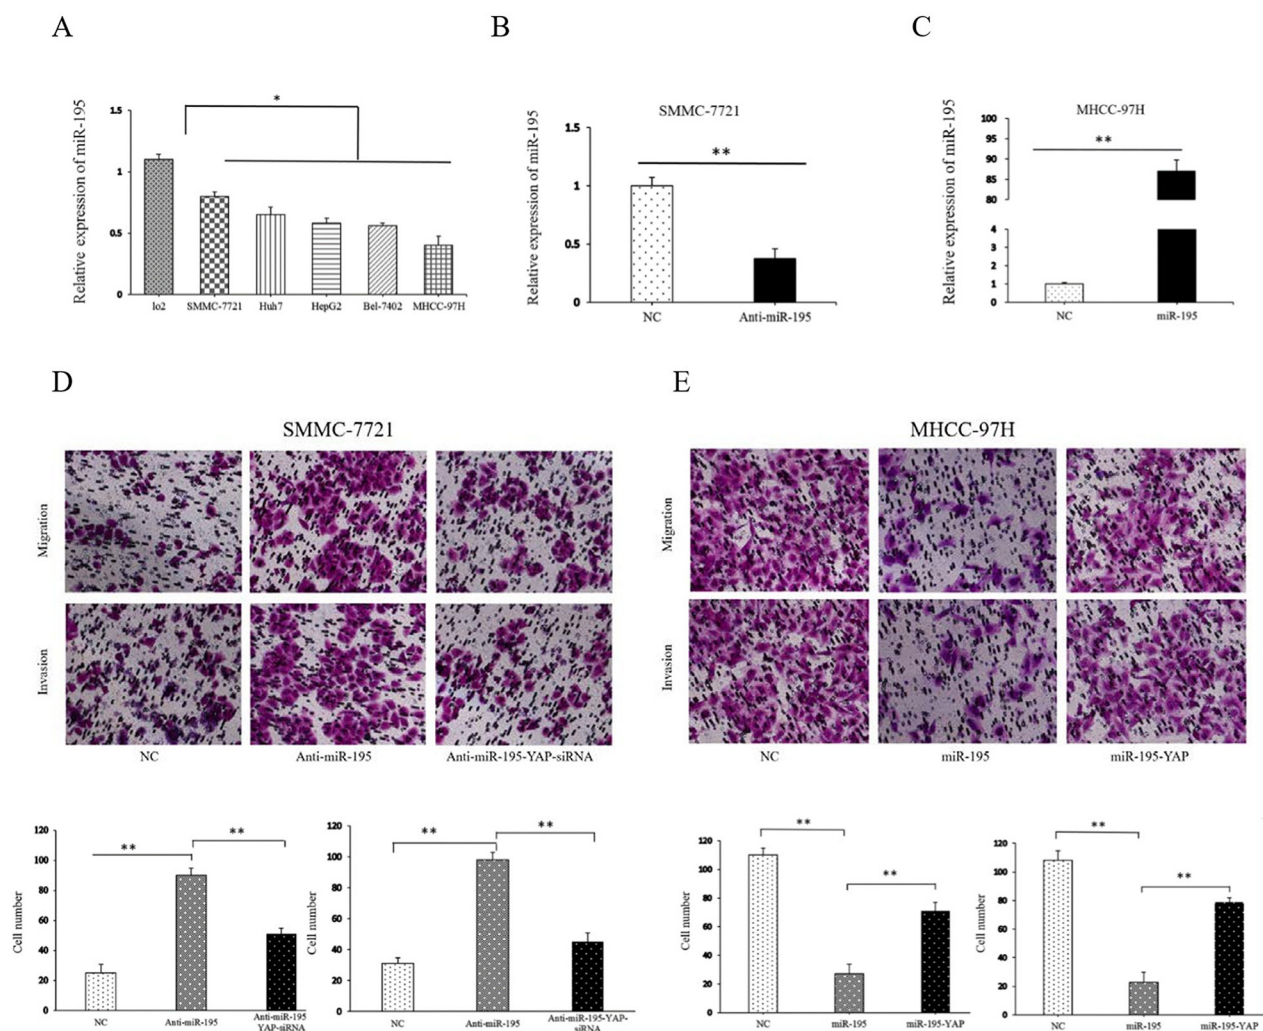 A
B
C
Relative expression of miR-195
1.5
1
0.5
0
*
lo2 SMMC-7721 Huh7 HepG2 Bel-7402 MHCC-97H
SMMC-7721
Relative expression of miR-195
1.5
1
0.5
0
**
NC Anti-miR-195
MHCC-97H
Relative expression of miR-195
100
95
90
85
80
4
3
2
1
0
**
NC miR-195
D
SMMC-7721
Migration
Invasion
NC Anti-miR-195 Anti-miR-195-YAP-siRNA
E
MHCC-97H
Migration
Invasion
NC miR-195 miR-195-YAP
Cell number
120
100
80
60
40
20
0
**
**
NC Anti-miR-195 Anti-miR-195
YAP-siRNA
Cell number
120
100
80
60
40
20
0
**
**
NC Anti-miR-195 Anti-miR-195-YAP-
siRNA
Cell number
120
100
80
60
40
20
0
**
**
NC miR-195 miR-195-YAP
Cell number
120
100
80
60
40
20
0
**
**
NC miR-195 miR-195-YAP